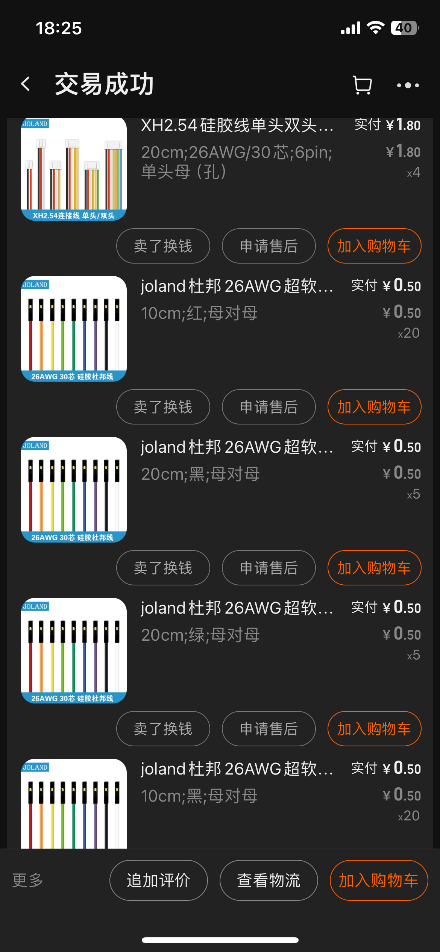 18:25
40
交易成功
JOLAND
XH2.54连接线 单头/双头
XH2.54硅胶线单头双头... 实付 ¥1.80
20cm;26AWG/30芯;6pin; ¥1.80
单头母（孔） x4
卖了换钱 申请售后 加入购物车
JOLAND
26AWG 30芯 硅胶杜邦线
joland杜邦26AWG超软... 实付 ¥0.50
10cm;红;母对母 ¥0.50
x20
卖了换钱 申请售后 加入购物车
JOLAND
26AWG 30芯 硅胶杜邦线
joland杜邦26AWG超软... 实付 ¥0.50
20cm;黑;母对母 ¥0.50
x5
卖了换钱 申请售后 加入购物车
JOLAND
26AWG 30芯 硅胶杜邦线
joland杜邦26AWG超软... 实付 ¥0.50
20cm;绿;母对母 ¥0.50
x5
卖了换钱 申请售后 加入购物车
JOLAND
joland杜邦26AWG超软... 实付 ¥0.50
10cm;黑;母对母 ¥0.50
x20
更多 追加评价 查看物流 加入购物车